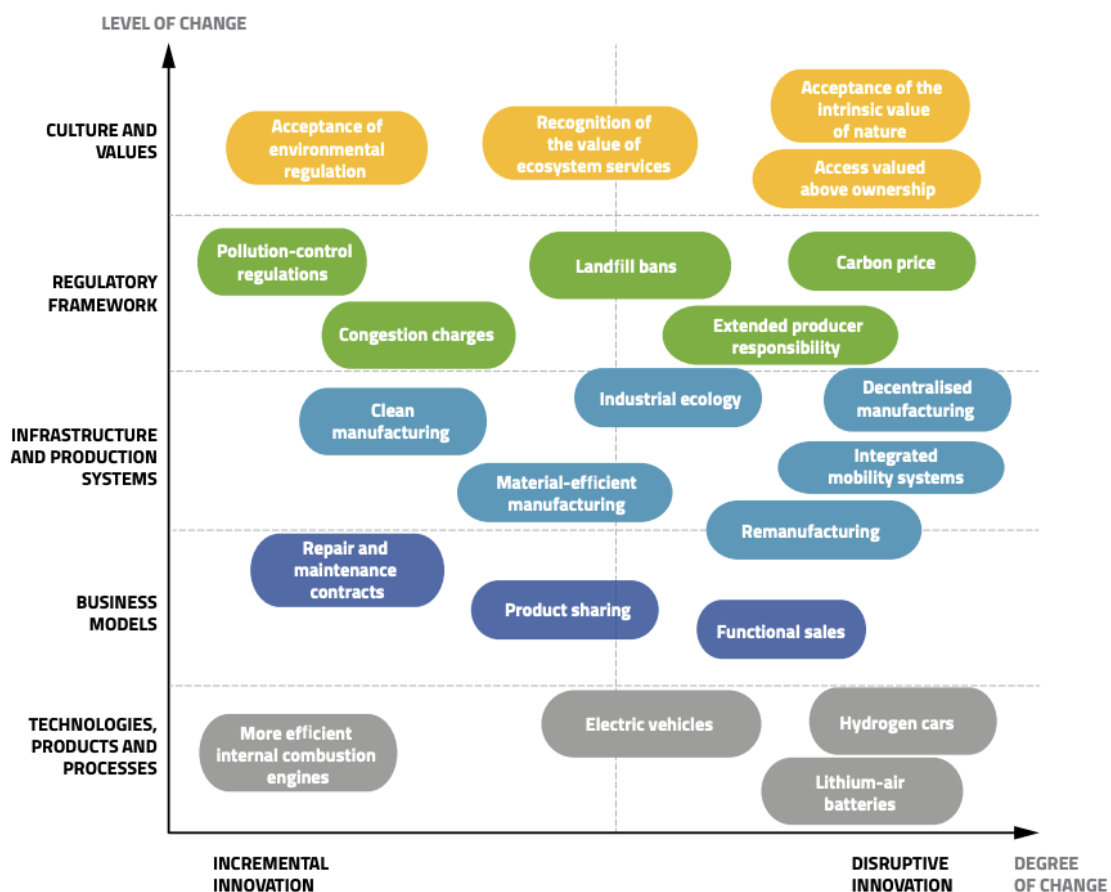 LEVEL OF CHANGE
CULTURE AND
VALUES
Acceptance of
environmental
regulation
Recognition of
the value of
ecosystem services
Acceptance of the
intrinsic value
of nature
Access valued
above ownership
REGULATORY
FRAMEWORK
Pollution-control
regulations
Congestion charges
Landfill bans
Carbon price
Extended producer
responsibility
INFRASTRUCTURE
AND PRODUCTION
SYSTEMS
Clean
manufacturing
Material-efficient
manufacturing
Industrial ecology
Decentralised
manufacturing
Integrated
mobility systems
Remanufacturing
BUSINESS
MODELS
Repair and
maintenance
contracts
Product sharing
Functional sales
TECHNOLOGIES,
PRODUCTS AND
PROCESSES
More efficient
internal combustion
engines
Electric vehicles
Hydrogen cars
Lithium-air
batteries
INCREMENTAL
INNOVATION
DISRUPTIVE
INNOVATION
DEGREE
OF CHANGE